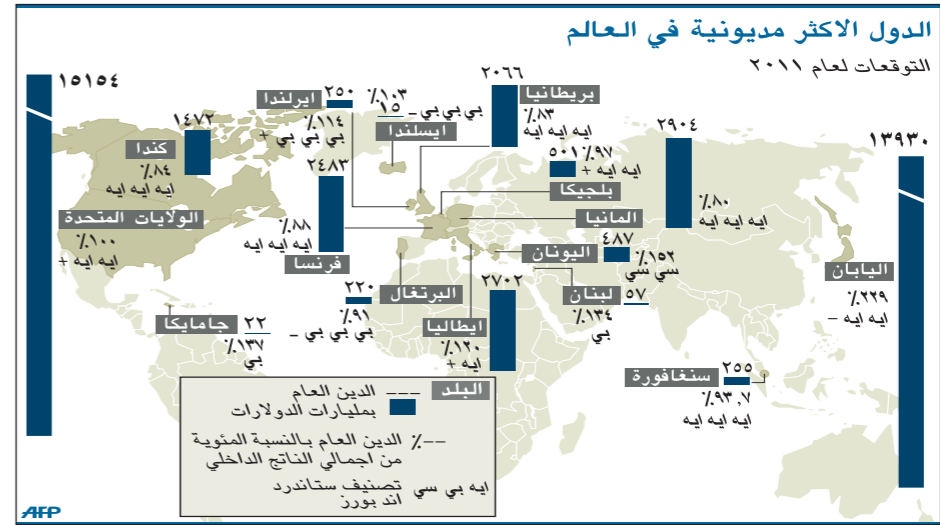 الدول الاكثر مديونية في العالم
التوقعات لعام ٢٠١١
١٣٩٣٠
اليابان
٪٢٢٩
ايه ايه –
٢٩٠٤
المانيا
٪٨٠
ايه ايه ايه
٢٠٦٦
بريطانيا
٪٨٣
ايه ايه ايه
٥٠١
٪٩٧
ايه ايه +
بلجيكا
١٥
٪١٠٣
بي بي بي –
ايسلندا
٢٥٠
ايرلندا
٪١١٤
بي بي بي +
١٤٧٢
كندا
٪٨٤
ايه ايه ايه
١٥١٥٤
الولايات المتحدة
٪١٠٠
ايه ايه +
٢٤٨٣
٪٨٨
ايه ايه ايه
فرنسا
٤٨٧
اليونان
٪١٥٢
سي سي
٥٧
لبنان
٪١٣٤
بي
٢٧٠٢
ايطاليا
٪١٢٠
ايه +
٢٢٠
البرتغال
٪٩١
بي بي بي –
٢٢
جامايكا
٪١٣٧
بي
٢٥٥
سنغافورة
٪٩٣,٧
ايه ايه ايه
البلد
––– الدين العام
بمليارات الدولارات
––٪ الدين العام بالنسبة المئوية
من اجمالي الناتج الداخلي
ايه بي سي تصنيف ستاندرد
اند بورز
AFP